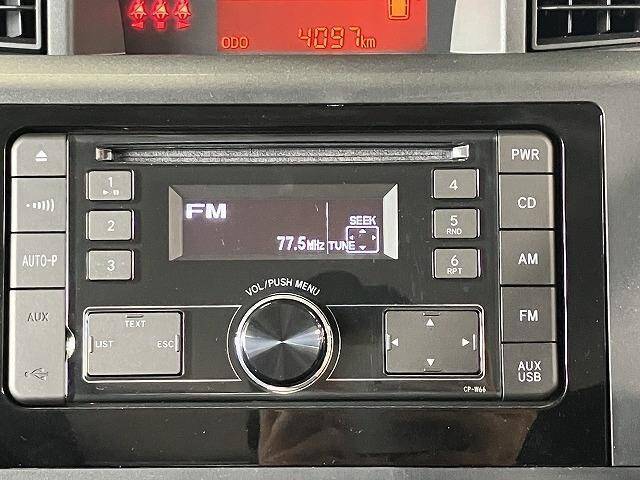 ODO 4097km
PWR
1
4
FM
SEEK
CD
2
5
RND
77.5MHz TUNE
AUTO-P
3
6
RPT
AM
VOL/PUSH MENU
AUX
TEXT
LIST ESC
FM
AUX
USB
CP-W66